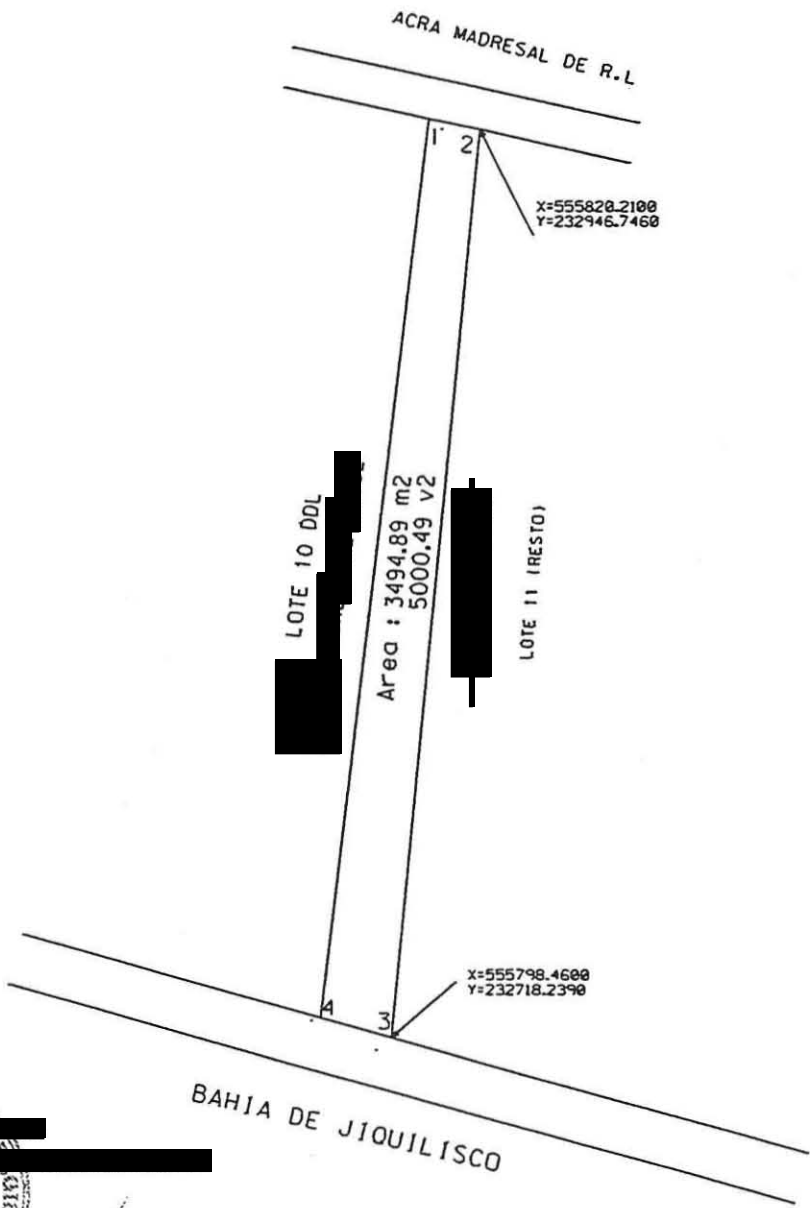 ACRA MADRESAL DE R.L
1
2
X=555820.2100
Y=232946.7460
LOTE 10 DDL
Area : 3494.89 m2
5000.49 v2
LOTE 11 (RESTO)
X=555798.4600
Y=232718.2390
4
3
BAHIA DE JIQUILISCO